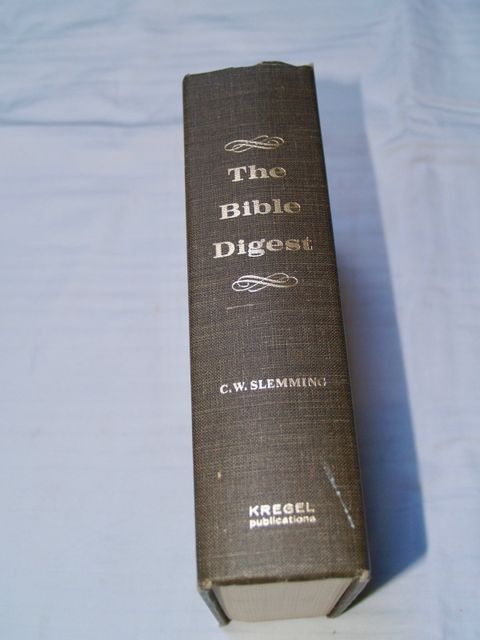 The
Bible
Digest
C.W. SLEMMING
KREGEL
publications